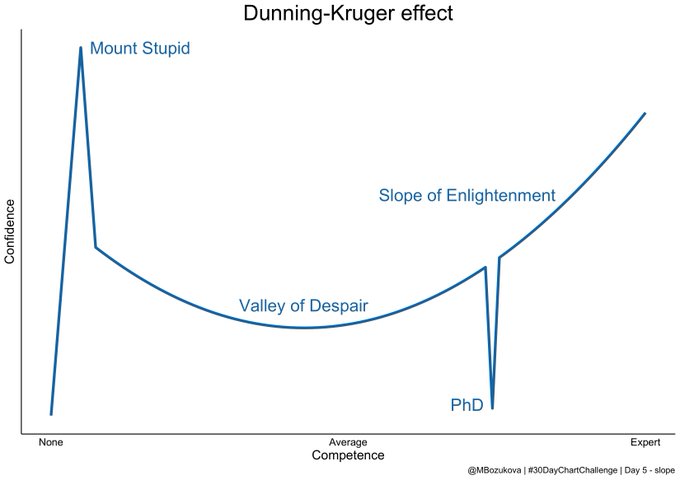 Dunning-Kruger effect
Mount Stupid
Slope of Enlightenment
Valley of Despair
PhD
Confidence
None
Average
Expert
Competence
@MBozukova | #30DayChartChallenge | Day 5 - slope